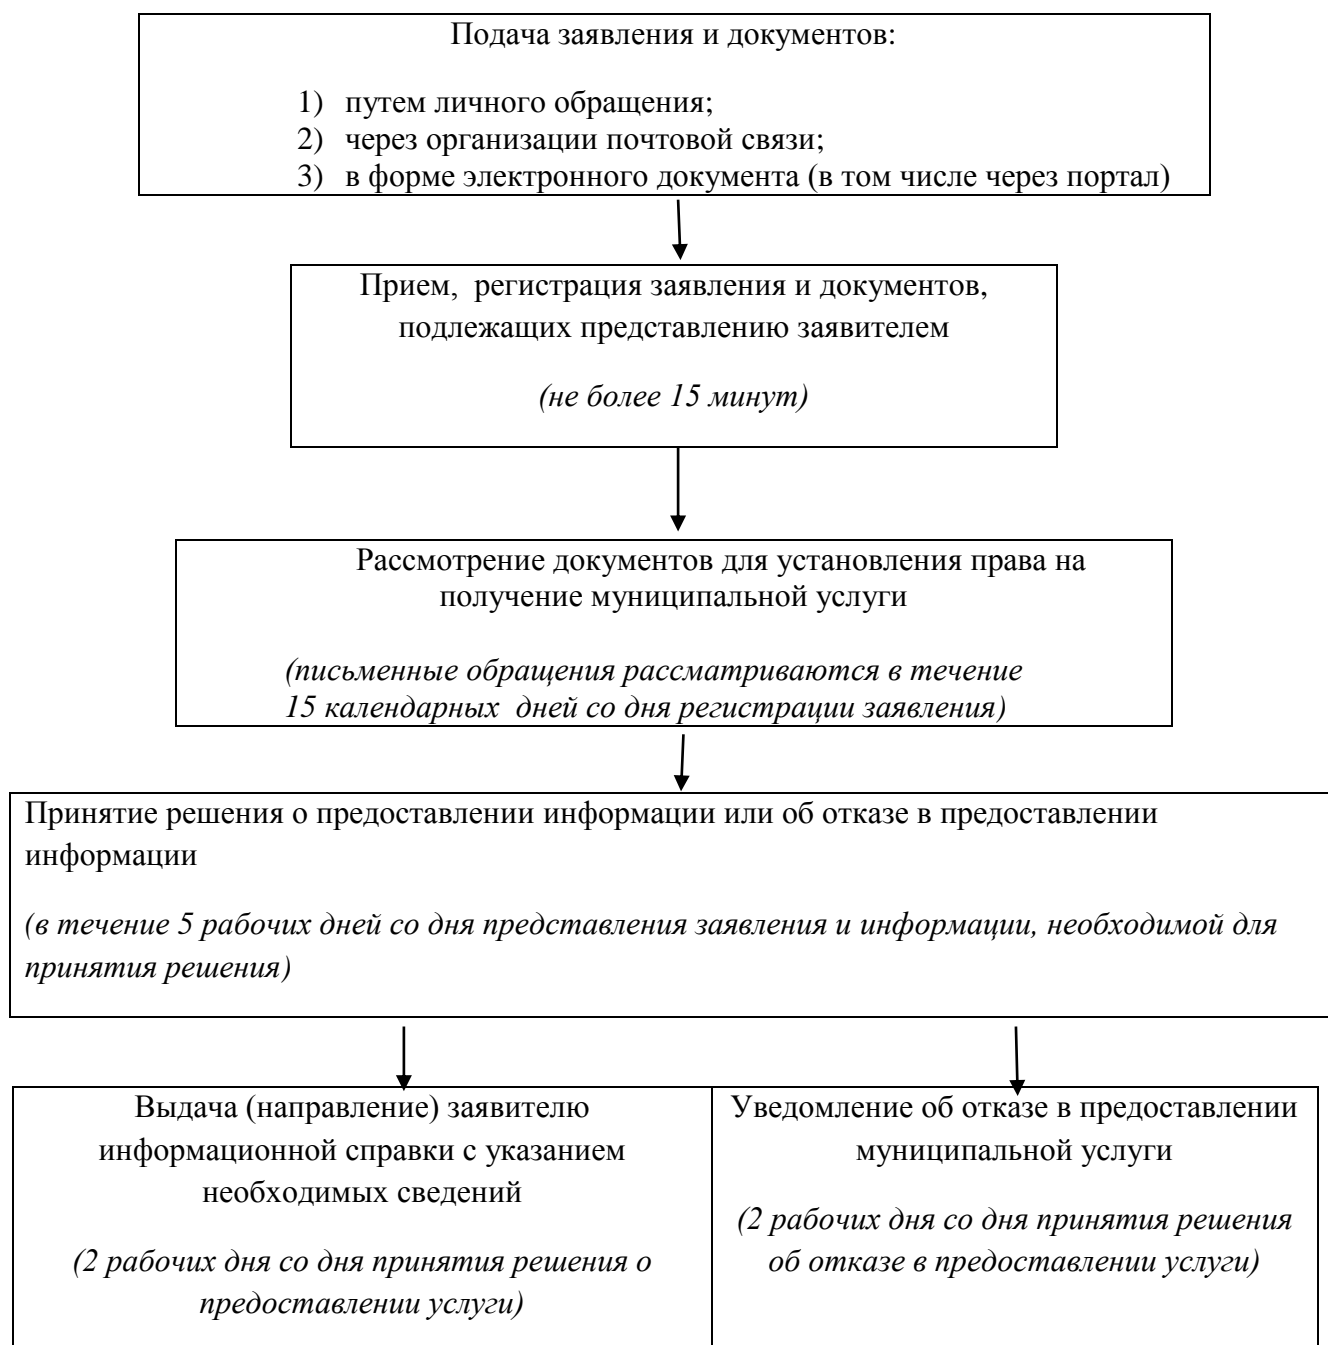 Подача заявления и документов:
1) путем личного обращения;
2) через организации почтовой связи;
3) в форме электронного документа (в том числе через портал)
Прием, регистрация заявления и документов,
подлежащих представлению заявителем
(не более 15 минут)
Рассмотрение документов для установления права на
получение муниципальной услуги
(письменные обращения рассматриваются в течение
15 календарных дней со дня регистрации заявления)
Принятие решения о предоставлении информации или об отказе в предоставлении
информации
(в течение 5 рабочих дней со дня представления заявления и информации, необходимой для
принятия решения)
Выдача (направление) заявителю
информационной справки с указанием
необходимых сведений
(2 рабочих дня со дня принятия решения о
предоставлении услуги)
Уведомление об отказе в предоставлении
муниципальной услуги
(2 рабочих дня со дня принятия решения
об отказе в предоставлении услуги)